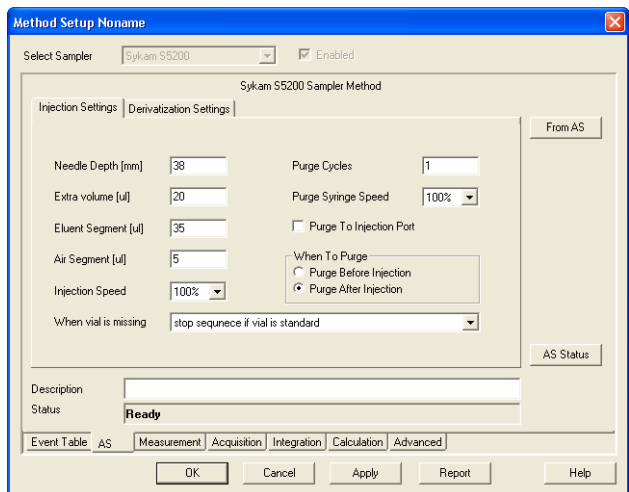 Method Setup Noname
Select Sampler Sykam S5200 Enabled
Sykam S5200 Sampler Method
Injection Settings Derivatization Settings
From AS
Needle Depth [mm] 38 Purge Cycles 1
Extra volume [ul] 20 Purge Syringe Speed 100%
Eluent Segment [ul] 35 Purge To Injection Port
Air Segment [ul] 5 When To Purge
Purge Before Injection
Injection Speed 100% Purge After Injection
When vial is missing stop sequnece if vial is standard
AS Status
Description
Status Ready
Event Table AS Measurement Acquisition Integration Calculation Advanced
OK Cancel Apply Report Help